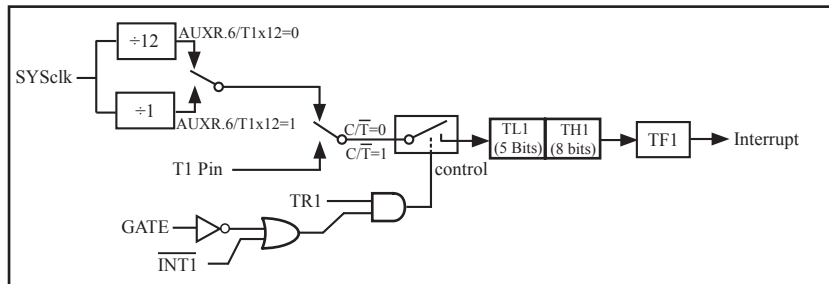 ÷12
AUXR.6/T1x12=0
SYSclk
÷1
AUXR.6/T1x12=1
C/T̅=0
C/T̅=1
T1 Pin
control
TL1
(5 Bits)
TH1
(8 bits)
TF1
Interrupt
TR1
GATE
I̅N̅T̅1̅